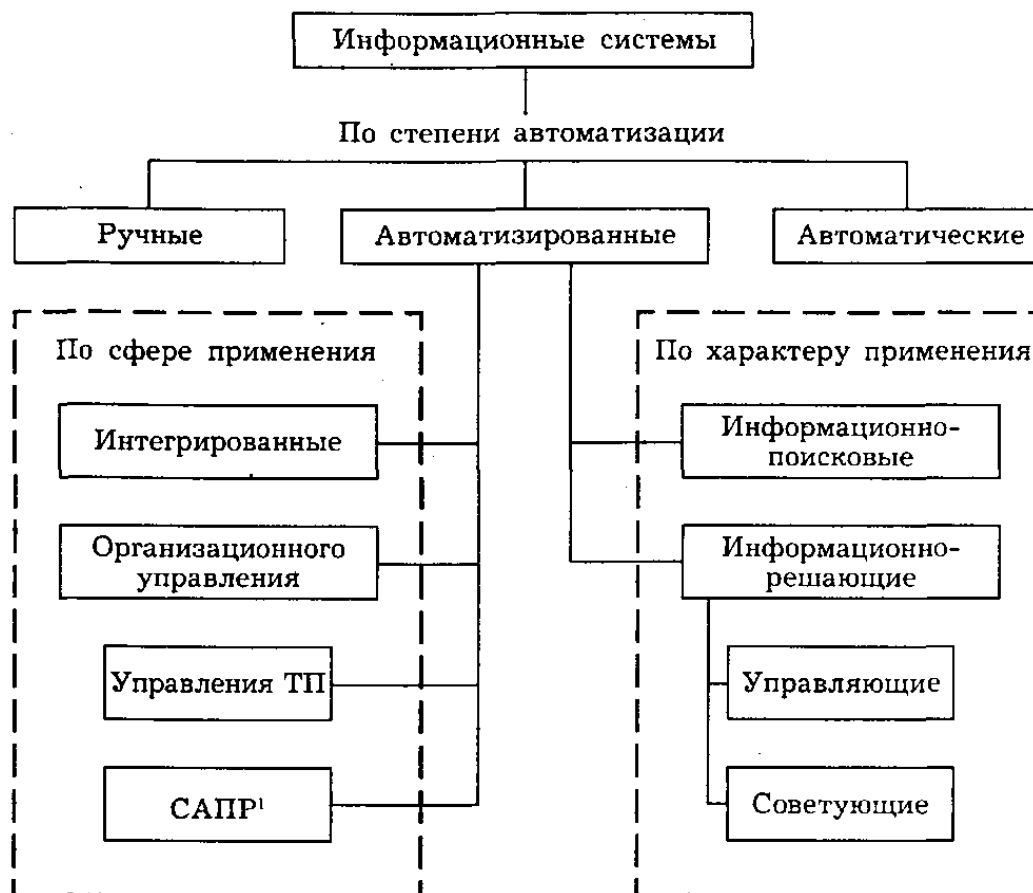 Информационные системы
По степени автоматизации
Ручные
Автоматизированные
Автоматические
По сфере применения
Интегрированные
Организационного
управления
Управления ТП
САПР¹
По характеру применения
Информационно-
поисковые
Информационно-
решающие
Управляющие
Советующие